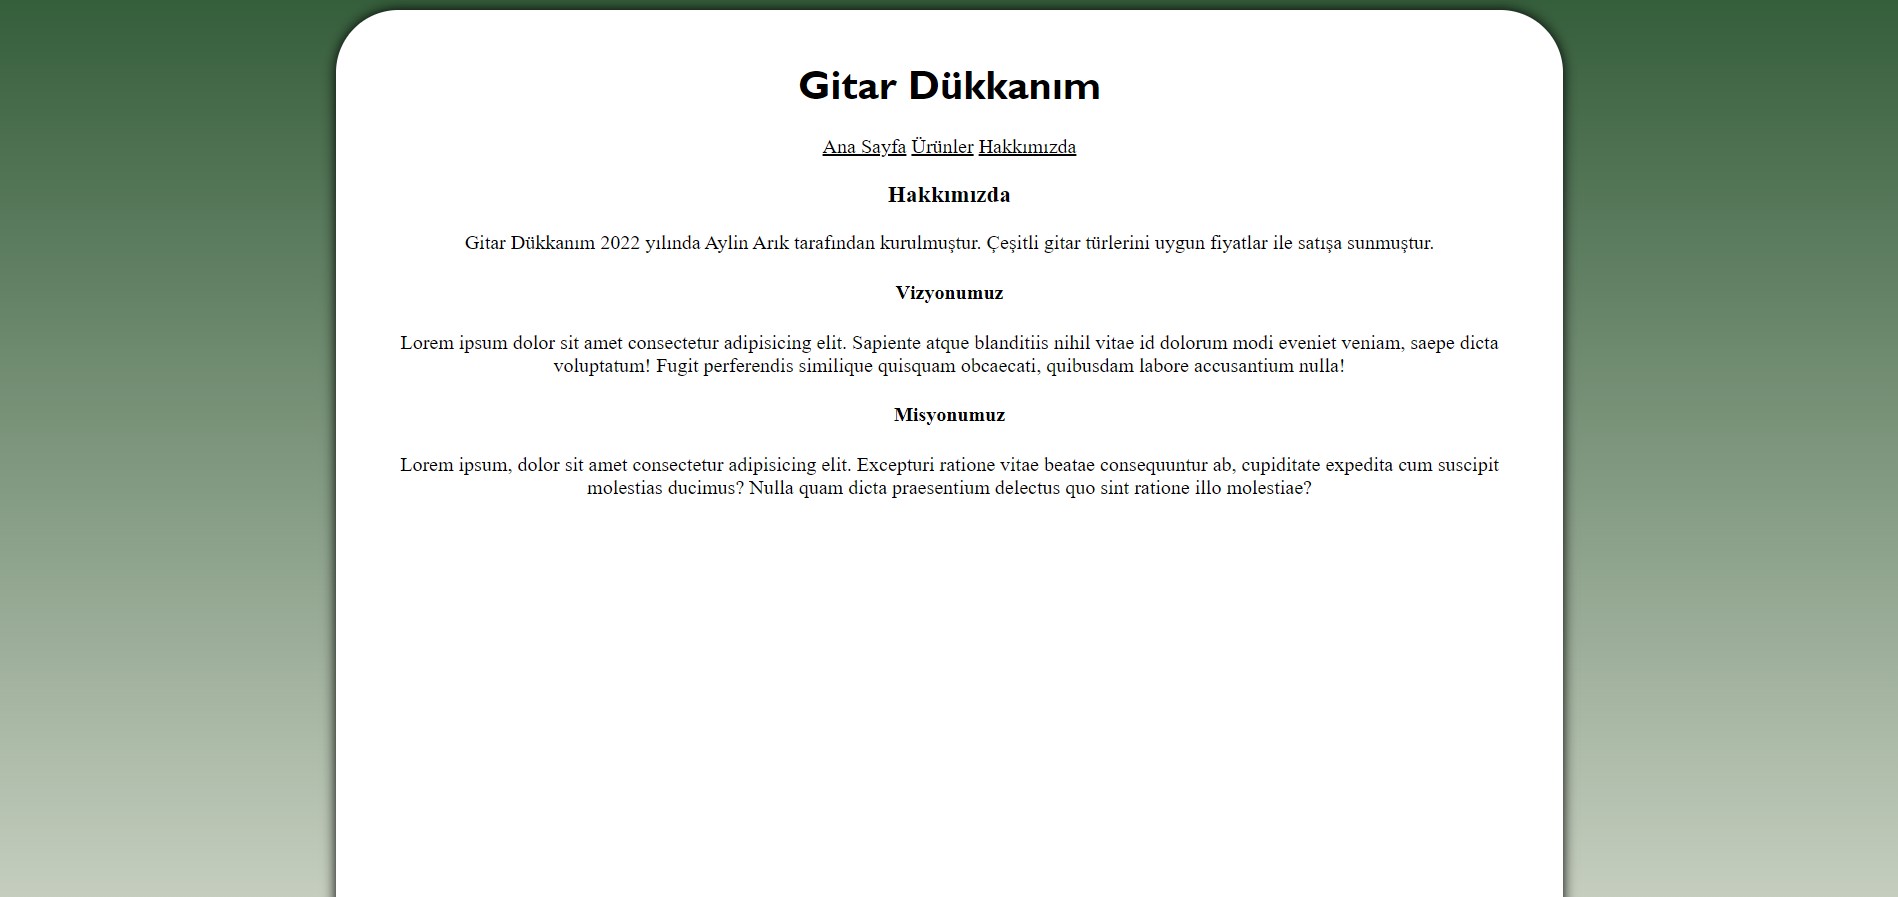 Gitar Dükkanım
Ana Sayfa Ürünler Hakkımızda
Hakkımızda
Gitar Dükkanım 2022 yılında Aylin Arık tarafından kurulmuştur. Çeşitli gitar türlerini uygun fiyatlar ile satışa sunmuştur.
Vizyonumuz
Lorem ipsum dolor sit amet consectetur adipisicing elit. Sapiente atque blanditiis nihil vitae id dolorum modi eveniet veniam, saepe dicta
voluptatum! Fugit perferendis similique quisquam obcaecati, quibusdam labore accusantium nulla!
Misyonumuz
Lorem ipsum, dolor sit amet consectetur adipisicing elit. Excepturi ratione vitae beatae consequuntur ab, cupiditate expedita cum suscipit
molestias ducimus? Nulla quam dicta praesentium delectus quo sint ratione illo molestiae?